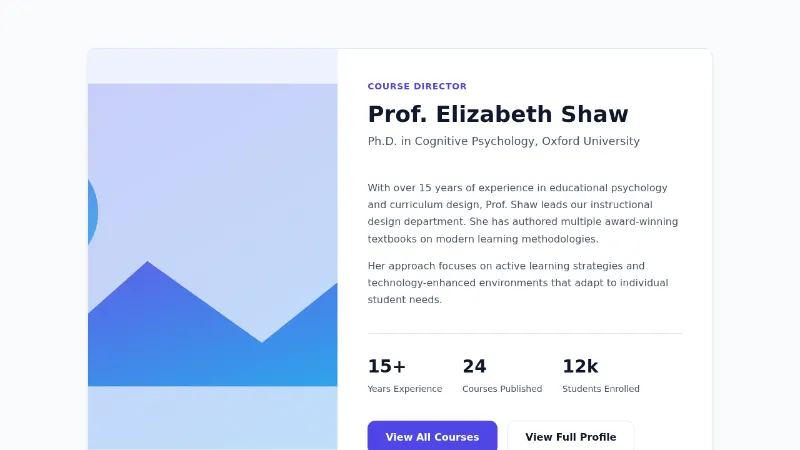 COURSE DIRECTOR
Prof. Elizabeth Shaw
Ph.D. in Cognitive Psychology, Oxford University
With over 15 years of experience in educational psychology
and curriculum design, Prof. Shaw leads our instructional
design department. She has authored multiple award-winning
textbooks on modern learning methodologies.
Her approach focuses on active learning strategies and
technology-enhanced environments that adapt to individual
student needs.
15+ 24 12k
Years Experience Courses Published Students Enrolled
View All Courses View Full Profile